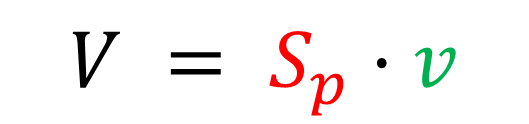 V = Sₚ · v